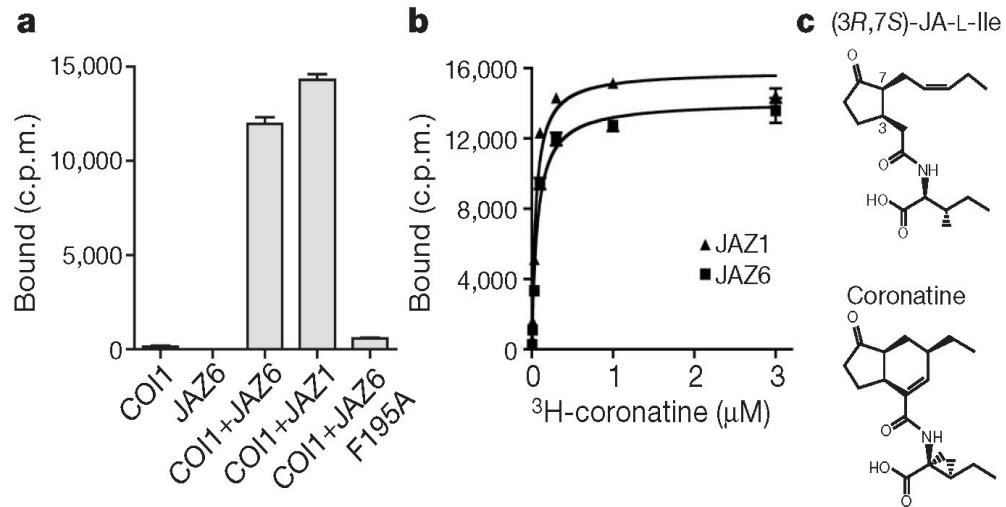 a
15,000
10,000
5,000
0
Bound (c.p.m.)
COI1
JAZ6
COI1+JAZ6
COI1+JAZ1
COI1+JAZ6
F195A
b
16,000
12,000
8,000
4,000
0
Bound (c.p.m.)
JAZ1
JAZ6
0 1 2 3
³H-coronatine (μM)
c (3R,7S)-JA-L-Ile
O
7
3
O
NH
HO
O
Coronatine
O
O
NH
HO
O